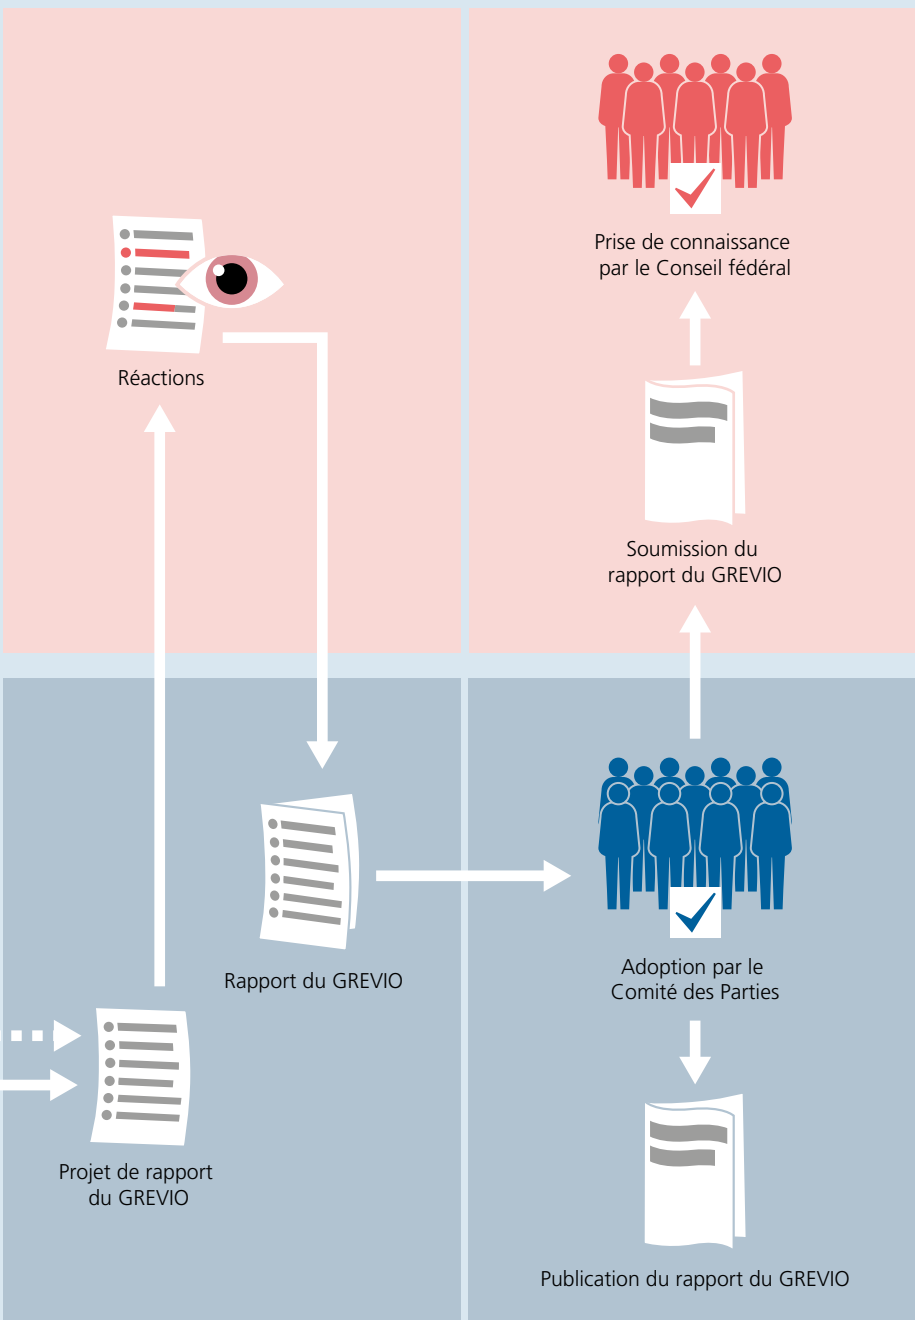 Prise de connaissance
par le Conseil fédéral
Réactions
Soumission du
rapport du GREVIO
Rapport du GREVIO
Adoption par le
Comité des Parties
Projet de rapport
du GREVIO
Publication du rapport du GREVIO